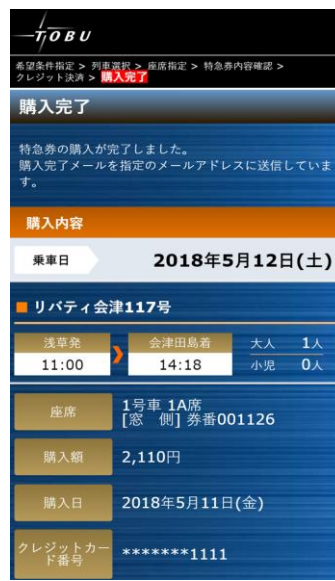 TOBU
希望条件指定 > 列車選択 > 座席指定 > 特急券内容確認 >
クレジット決済 > 購入完了
購入完了
特急券の購入が完了しました。
購入完了メールを指定のメールアドレスに送信していま
す。
購入内容
乗車日 2018年5月12日(土)
リバティ会津117号
浅草発 会津田島着 大人 1人
11:00 14:18 小児 0人
座席 1号車 1A席
[窓 側] 券番001126
購入額 2,110円
購入日 2018年5月11日(金)
クレジットカー
ド番号 *******1111